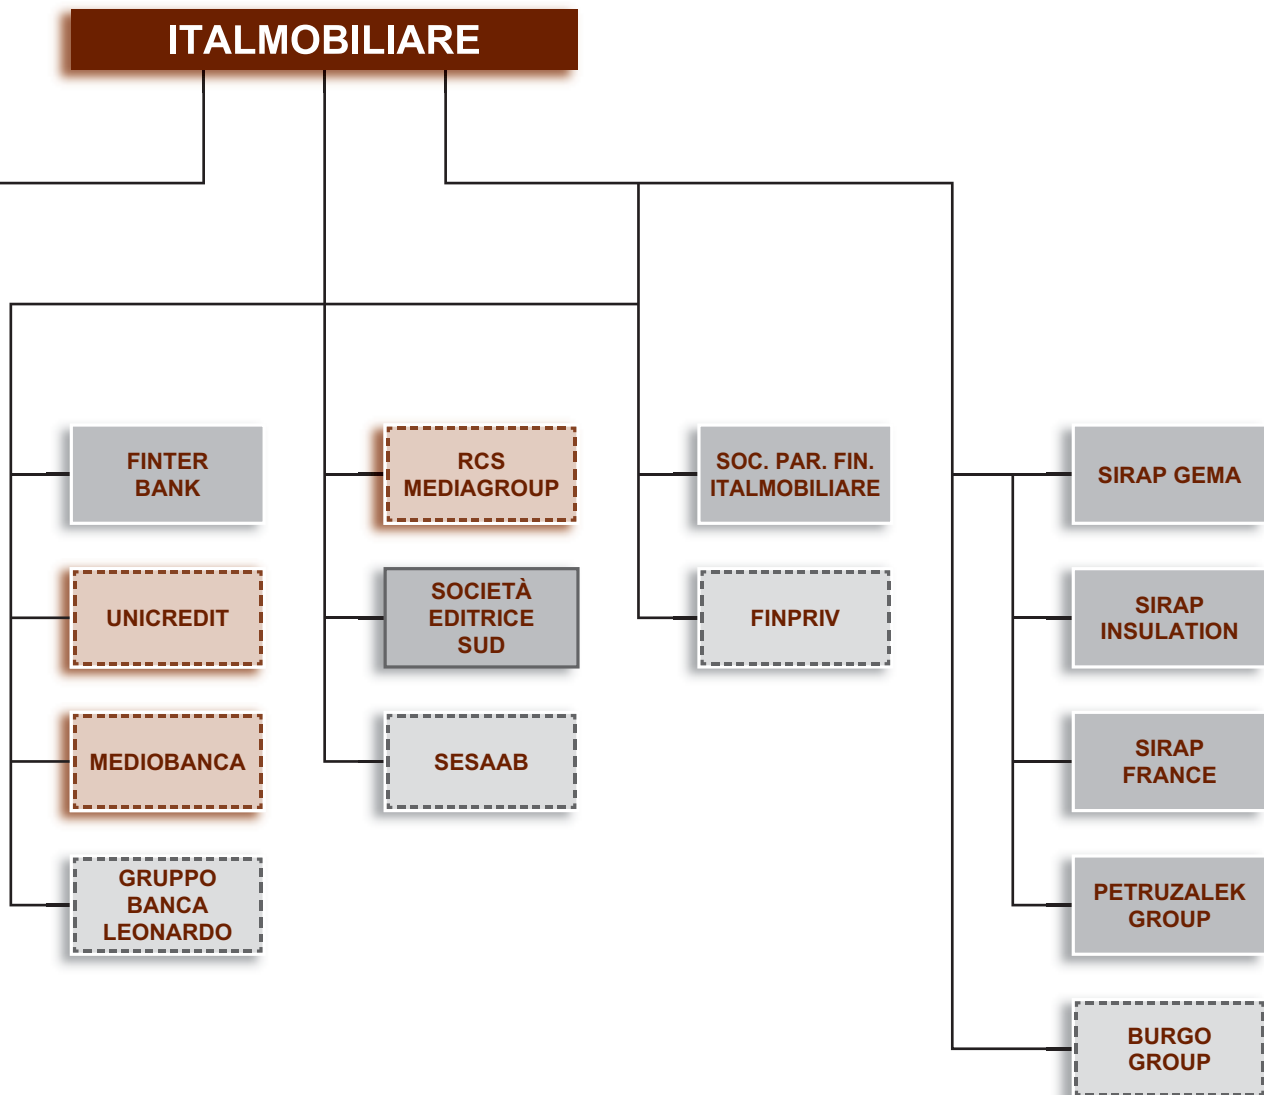 ITALMOBILIARE
FINTER
BANK
UNICREDIT
MEDIOBANCA
GRUPPO
BANCA
LEONARDO
RCS
MEDIAGROUP
SOCIETÀ
EDITRICE
SUD
SESAAB
SOC. PAR. FIN.
ITALMOBILIARE
FINPRIV
SIRAP GEMA
SIRAP
INSULATION
SIRAP
FRANCE
PETRUZALEK
GROUP
BURGO
GROUP